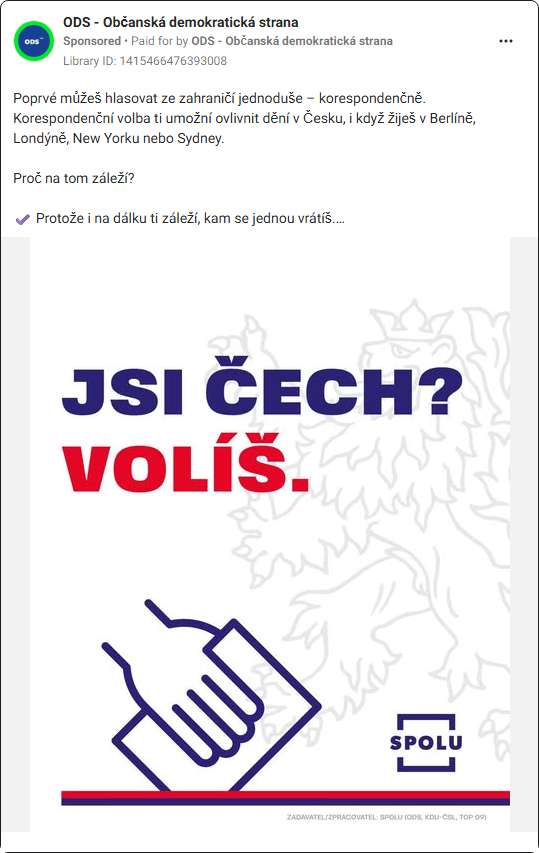 ODS - Občanská demokratická strana
Sponsored • Paid for by ODS - Občanská demokratická strana
Library ID: 1415466476393008
Poprvé můžeš hlasovat ze zahraničí jednoduše – korespondenčně.
Korespondenční volba ti umožní ovlivnit dění v Česku, i když žiješ v Berlíně,
Londýně, New Yorku nebo Sydney.
Proč na tom záleží?
✔ Protože i na dálku ti záleží, kam se jednou vrátíš....
ODS
JSI ČECH?
VOLÍŠ.
SPOLU
ZADAVATEL/ZPRACOVATEL: SPOLU (ODS, KDU-ČSL, TOP 09)